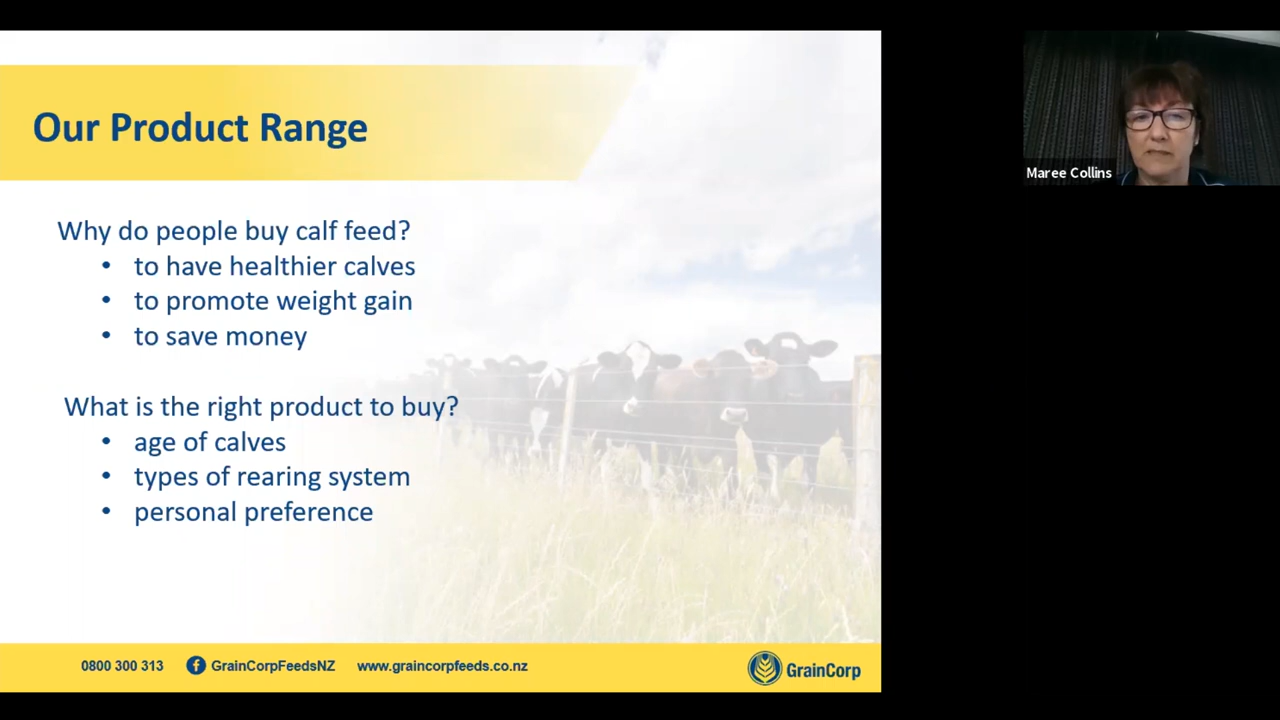 Our Product Range
Why do people buy calf feed?
• to have healthier calves
• to promote weight gain
• to save money
What is the right product to buy?
• age of calves
• types of rearing system
• personal preference
0800 300 313 GrainCorpFeedsNZ www.graincorpfeeds.co.nz GrainCorp
Maree Collins